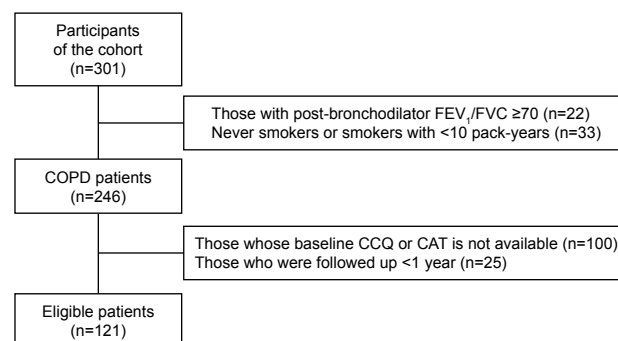 Participants
of the cohort
(n=301)
Those with post-bronchodilator FEV₁/FVC ≥70 (n=22)
Never smokers or smokers with <10 pack-years (n=33)
COPD patients
(n=246)
Those whose baseline CCQ or CAT is not available (n=100)
Those who were followed up <1 year (n=25)
Eligible patients
(n=121)